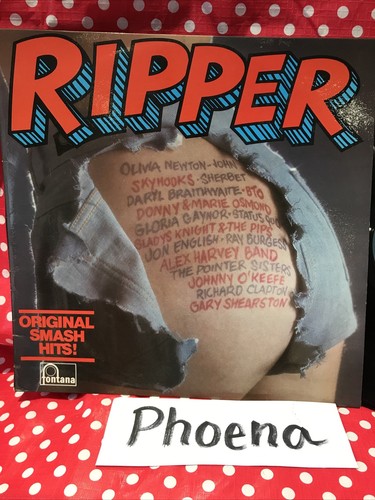 RIPPER
OLIVIA NEWTON-JOHN
SKYHOOKS·SHERBET
DARYL BRAITHWAITE·BTO
DONNY & MARIE OSMOND
GLORIA GAYNOR·STATUS QUO
GLADYS KNIGHT & THE PIPS
JON ENGLISH·RAY BURGESS
ALEX HARVEY BAND
THE POINTER SISTERS
JOHNNY O'KEEFE
RICHARD CLAPTON
GARY SHEARSTON
ORIGINAL
SMASH
HITS!
fontana
Phoena